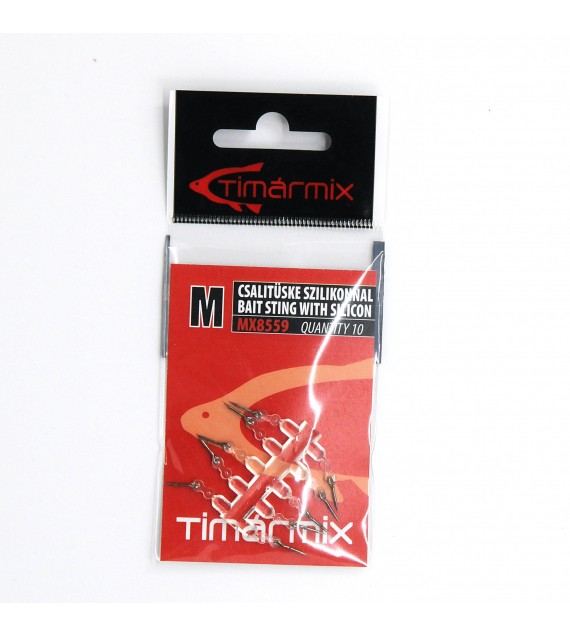 Timármix
M
CSALITÜSKE SZILIKONNAL
BAIT STING WITH SILICON
MX8559 QUANTITY 10
Timármix